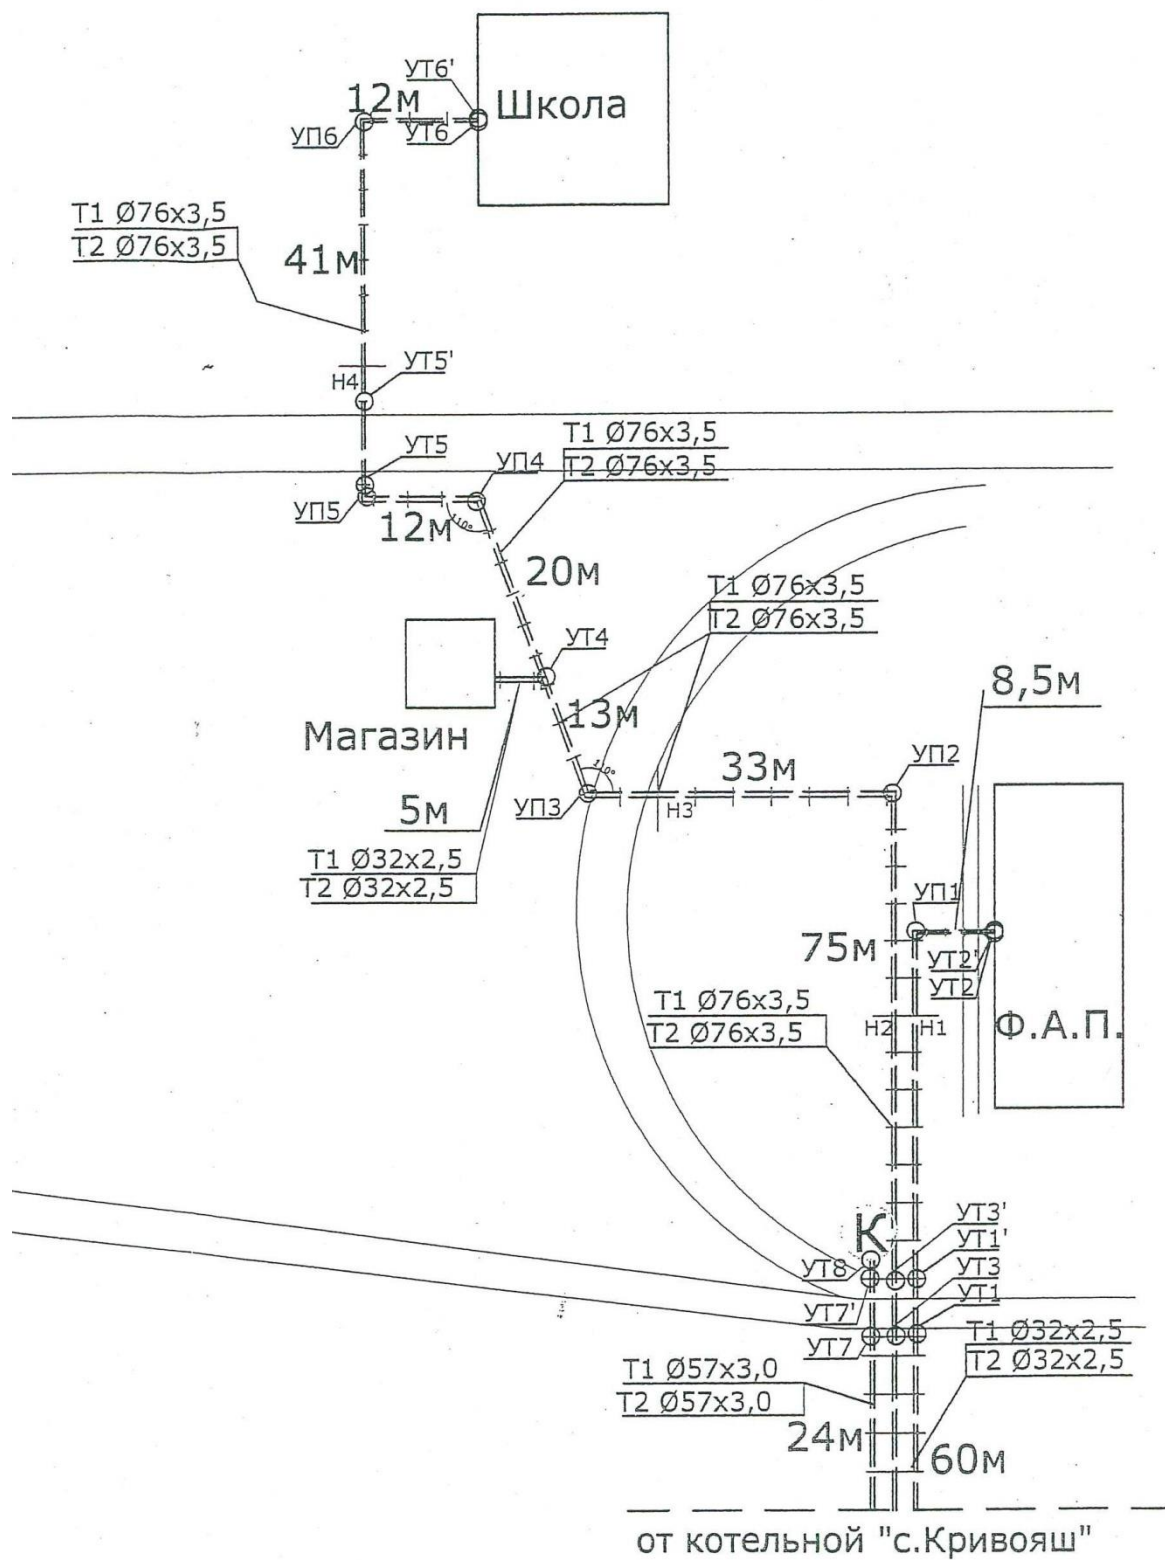 УТ6'
12м
Школа
УП6
УТ6
Т1 Ø76х3,5
Т2 Ø76х3,5
41м
УТ5'
Н4
Т1 Ø76х3,5
УТ5
УП4
Т2 Ø76х3,5
УП5
12м
110°
20м
Т1 Ø76х3,5
Т2 Ø76х3,5
УТ4
8,5м
13м
Магазин
110°
33м
УП2
УП3
Н3
5м
Т1 Ø32х2,5
Т2 Ø32х2,5
УП1
75м
УТ2'
УТ2
Т1 Ø76х3,5
Т2 Ø76х3,5
Н2
Н1
Ф.А.П.
К
УТ3'
УТ1'
УТ8
УТ3
УТ7'
УТ1
УТ7
Т1 Ø32х2,5
Т2 Ø32х2,5
Т1 Ø57х3,0
Т2 Ø57х3,0
24м
60м
от котельной "с.Кривояш"